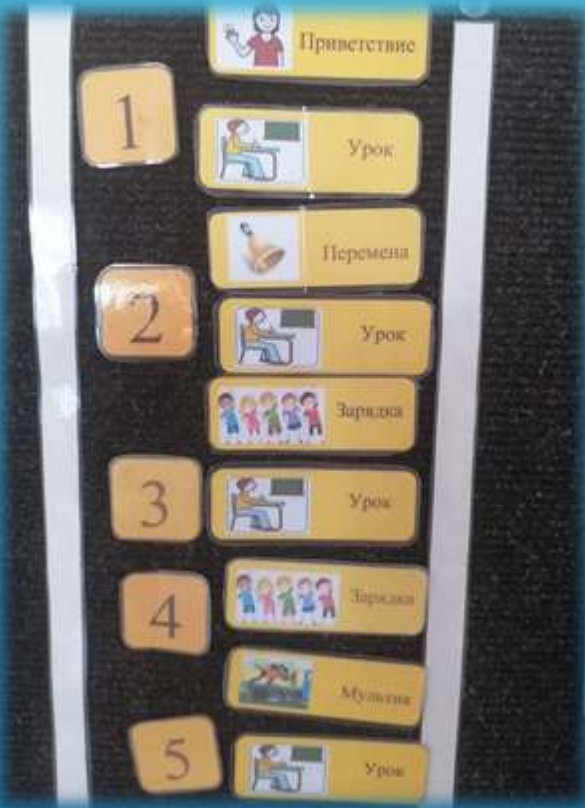 Приветствие
1 Урок
Перемена
2 Урок
Зарядка
3 Урок
4 Зарядка
Мультик
5 Урок